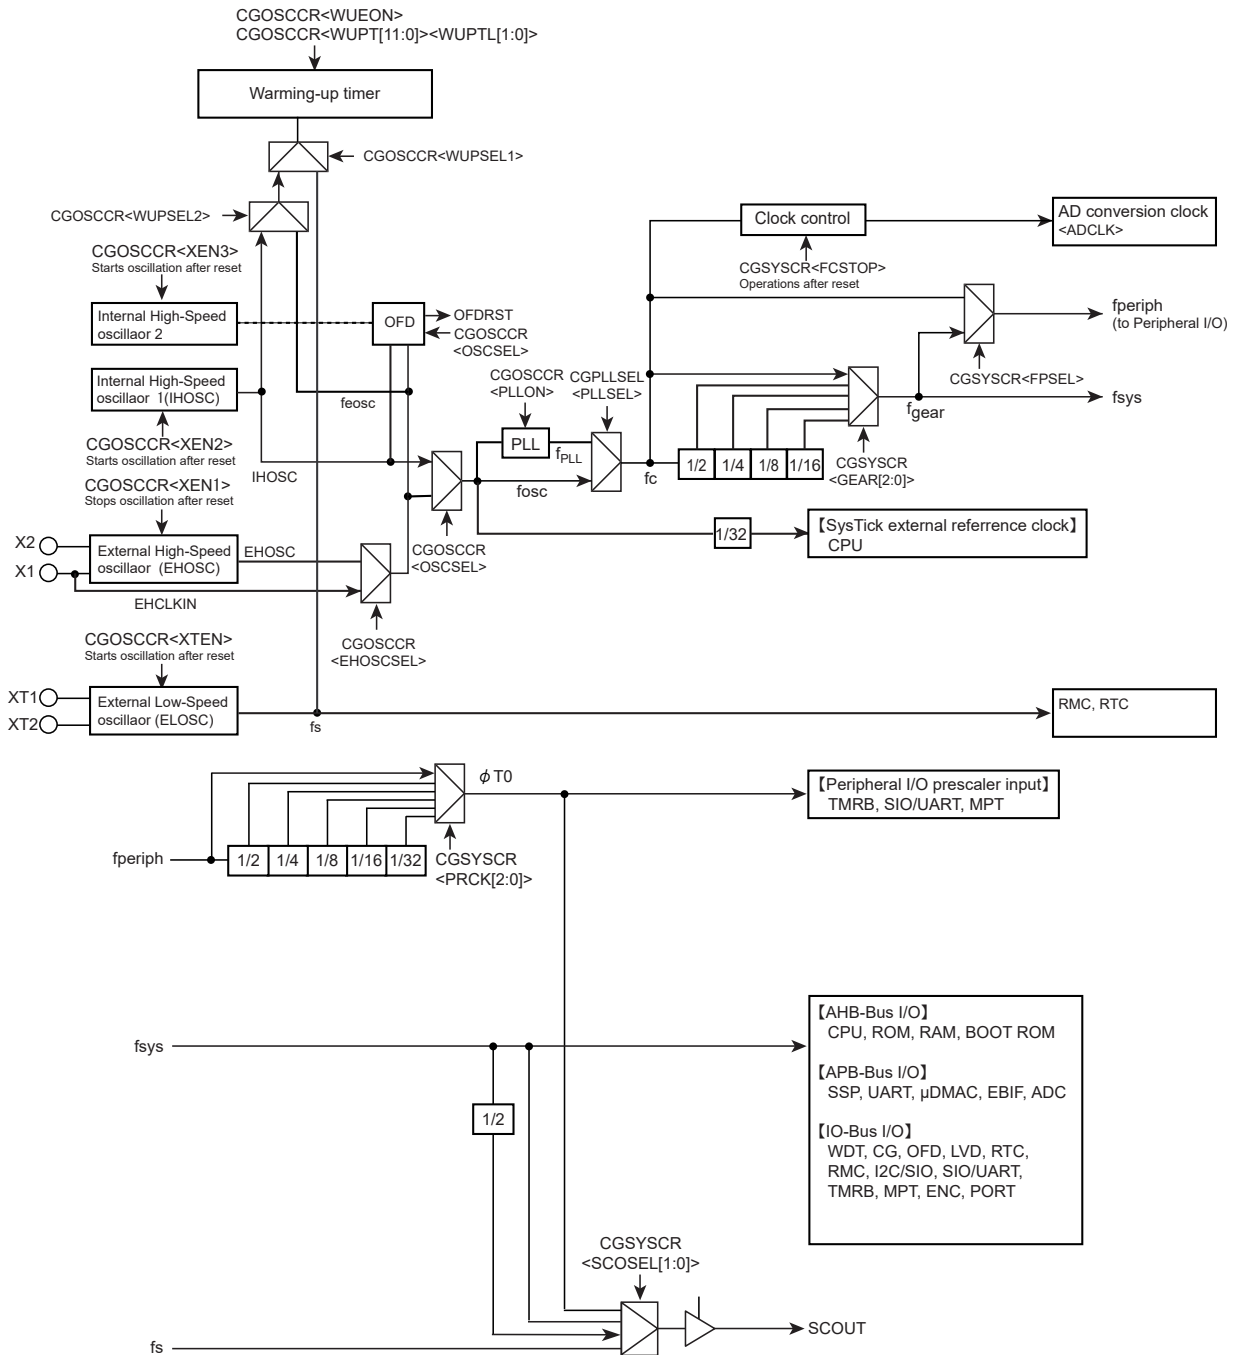 CGOSCCR<WUEON>
CGOSCCR<WUPT[11:0]><WUPTL[1:0]>
Warming-up timer
CGOSCCR<WUPSEL1>
CGOSCCR<WUPSEL2>
CGOSCCR<XEN3>
Starts oscillation after reset
Internal High-Speed
oscillaor 2
OFD
OFDRST
CGOSCCR
<OSCSEL>
Clock control
AD conversion clock
<ADCLK>
CGSYSCR<FCSTOP>
Operations after reset
fperiph
(to Peripheral I/O)
CGSYSCR<FPSEL>
Internal High-Speed
oscillaor 1(IHOSC)
feosc
CGOSCCR
<PLLON>
CGPLLSEL
<PLLSEL>
fgear
fsys
CGOSCCR<XEN2>
Starts oscillation after reset
IHOSC
PLL
fPLL
fosc
fc
1/2
1/4
1/8
1/16
CGSYSCR
<GEAR[2:0]>
CGOSCCR<XEN1>
Stops oscillation after reset
X2
X1
External High-Speed
oscillaor (EHOSC)
EHOSC
EHCLKIN
CGOSCCR
<OSCSEL>
1/32
【SysTick external referrence clock】
CPU
CGOSCCR
<EHOSCSEL>
CGOSCCR<XTEN>
Starts oscillation after reset
XT1
XT2
External Low-Speed
oscillaor (ELOSC)
fs
RMC, RTC
ϕ T0
【Peripheral I/O prescaler input】
TMRB, SIO/UART, MPT
fperiph
1/2
1/4
1/8
1/16
1/32
CGSYSCR
<PRCK[2:0]>
fsys
1/2
【AHB-Bus I/O】
CPU, ROM, RAM, BOOT ROM
【APB-Bus I/O】
SSP, UART, µDMAC, EBIF, ADC
【IO-Bus I/O】
WDT, CG, OFD, LVD, RTC,
RMC, I2C/SIO, SIO/UART,
TMRB, MPT, ENC, PORT
CGSYSCR
<SCOSEL[1:0]>
SCOUT
fs